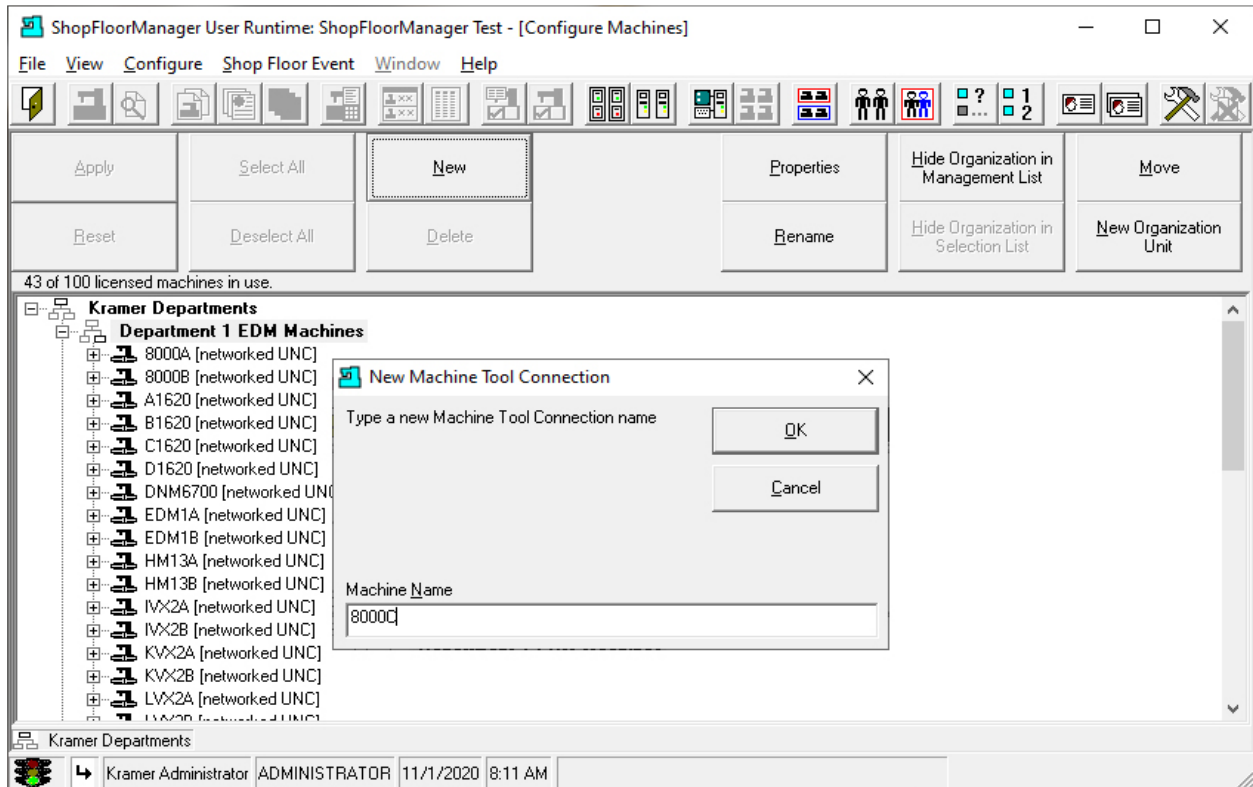 ShopFloorManager User Runtime: ShopFloorManager Test - [Configure Machines]
File View Configure Shop Floor Event Window Help
Apply
Select All
New
Properties
Hide Organization in
Management List
Move
Reset
Deselect All
Delete
Rename
Hide Organization in
Selection List
New Organization
Unit
43 of 100 licensed machines in use.
Kramer Departments
Department 1 EDM Machines
8000A [networked UNC]
8000B [networked UNC]
A1620 [networked UNC]
B1620 [networked UNC]
C1620 [networked UNC]
D1620 [networked UNC]
DNM6700 [networked UNC
EDM1A [networked UNC]
EDM1B [networked UNC]
HM13A [networked UNC]
HM13B [networked UNC]
IVX2A [networked UNC]
IVX2B [networked UNC]
KVX2A [networked UNC]
KVX2B [networked UNC]
LVX2A [networked UNC]
New Machine Tool Connection
Type a new Machine Tool Connection name
OK
Cancel
Machine Name
8000C
Kramer Departments
Kramer Administrator ADMINISTRATOR 11/1/2020 8:11 AM